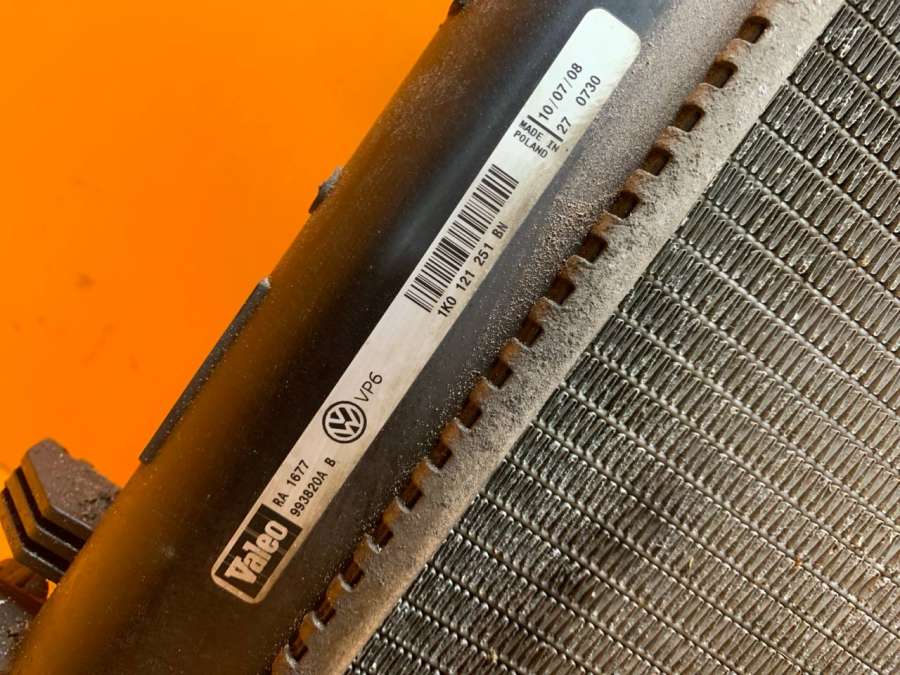 Valeo
RA 1677
993820A B
VP6
1K0 121 251 BN
MADE IN
POLAND
10/07/08
27 0730